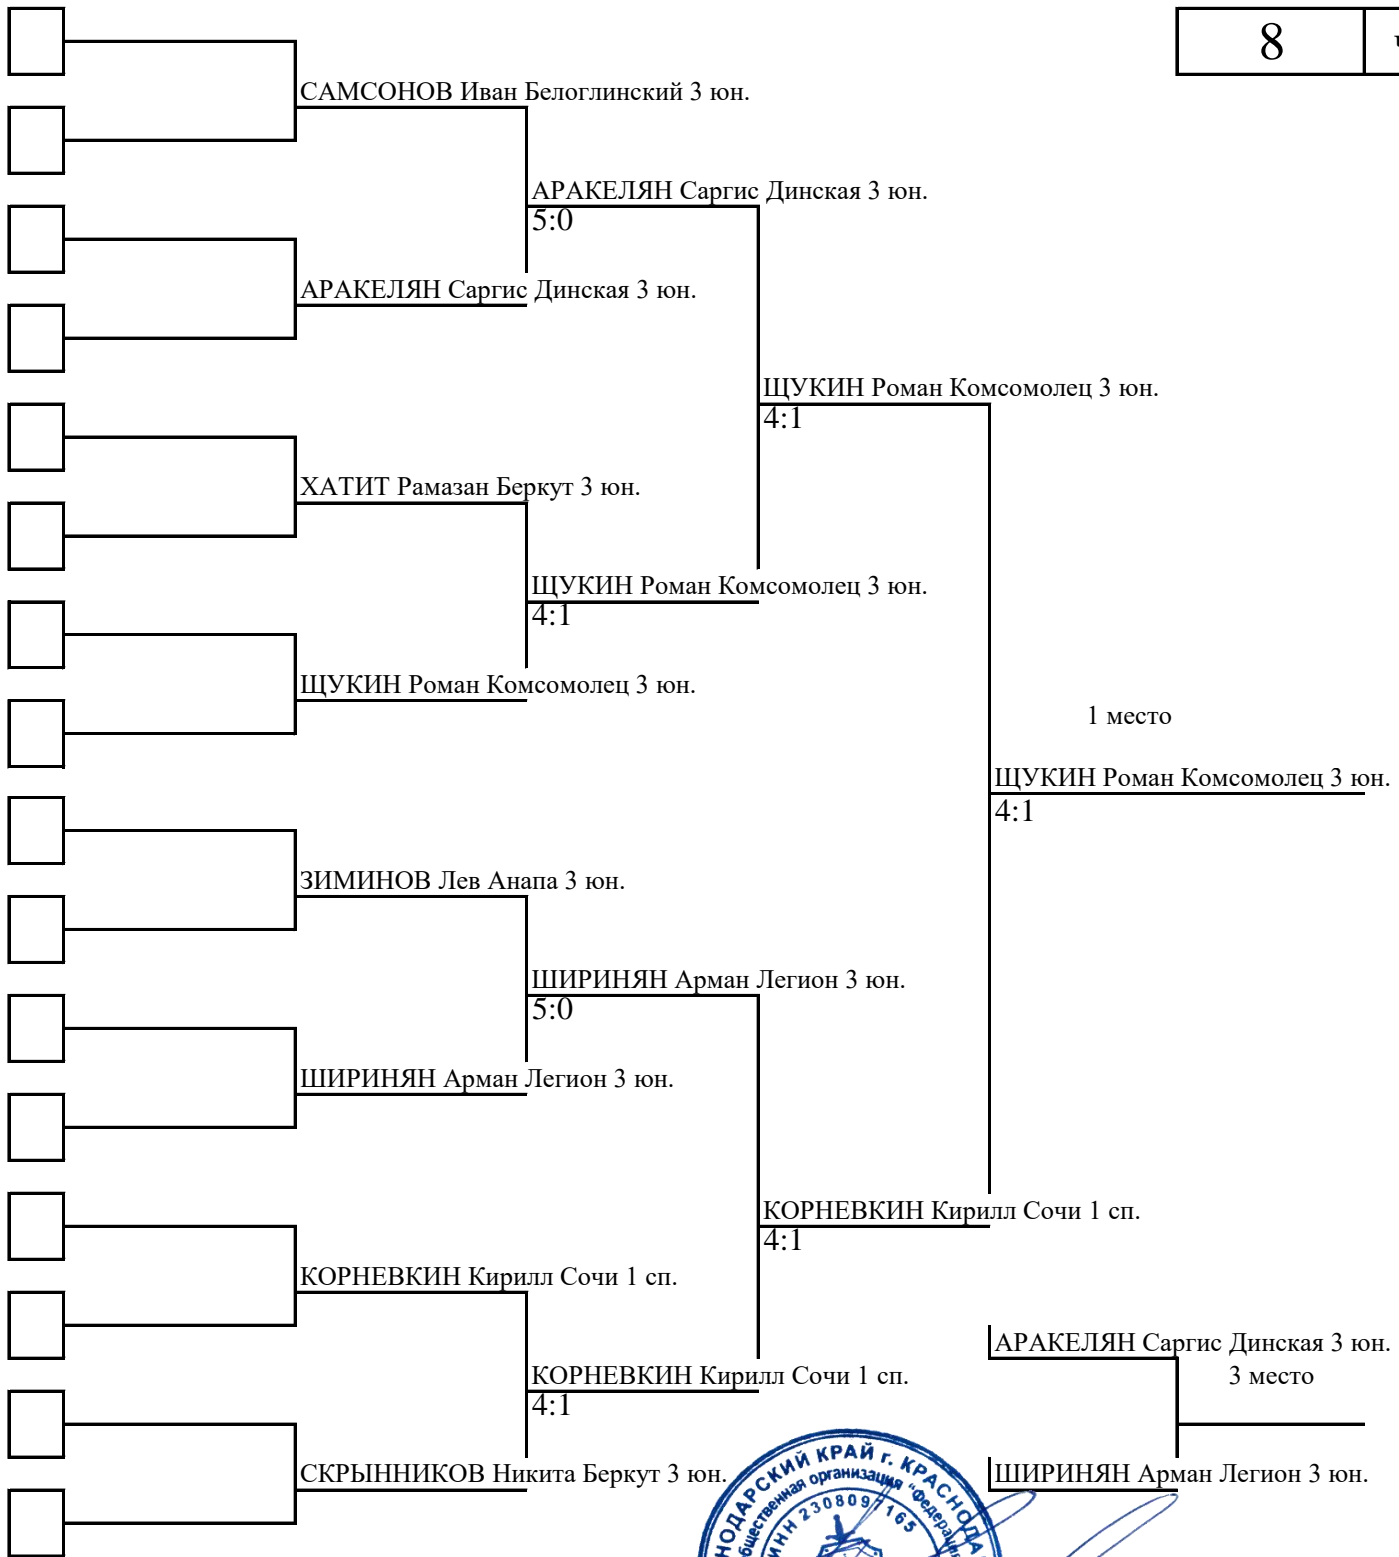 8
САМСОНОВ Иван Белоглинский 3 юн.
АРАКЕЛЯН Саргис Динская 3 юн.
5:0
АРАКЕЛЯН Саргис Динская 3 юн.
ЩУКИН Роман Комсомолец 3 юн.
4:1
ХАТИТ Рамазан Беркут 3 юн.
ЩУКИН Роман Комсомолец 3 юн.
4:1
ЩУКИН Роман Комсомолец 3 юн.
1 место
ЩУКИН Роман Комсомолец 3 юн.
4:1
ЗИМИНОВ Лев Анапа 3 юн.
ШИРИНЯН Арман Легион 3 юн.
5:0
ШИРИНЯН Арман Легион 3 юн.
КОРНЕВКИН Кирилл Сочи 1 сп.
4:1
КОРНЕВКИН Кирилл Сочи 1 сп.
АРАКЕЛЯН Саргис Динская 3 юн.
3 место
КОРНЕВКИН Кирилл Сочи 1 сп.
4:1
СКРЫННИКОВ Никита Беркут 3 юн.
ШИРИНЯН Арман Легион 3 юн.
КРАЙ г.
организация
ИНН 2308097165